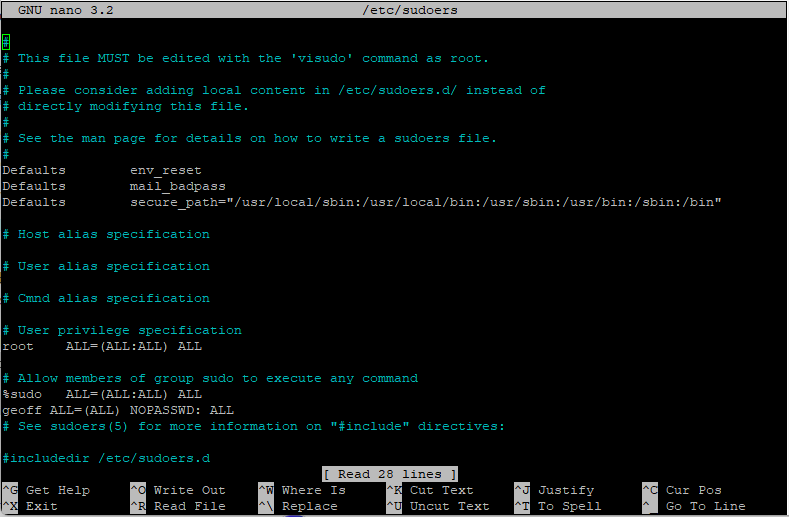 GNU nano 3.2 /etc/sudoers
#
# This file MUST be edited with the 'visudo' command as root.
#
# Please consider adding local content in /etc/sudoers.d/ instead of
# directly modifying this file.
#
# See the man page for details on how to write a sudoers file.
#
Defaults        env_reset
Defaults        mail_badpass
Defaults        secure_path="/usr/local/sbin:/usr/local/bin:/usr/sbin:/usr/bin:/sbin:/bin"
# Host alias specification
# User alias specification
# Cmnd alias specification
# User privilege specification
root    ALL=(ALL:ALL) ALL
# Allow members of group sudo to execute any command
%sudo   ALL=(ALL:ALL) ALL
geoff ALL=(ALL) NOPASSWD: ALL
# See sudoers(5) for more information on "#include" directives:
#includedir /etc/sudoers.d
[ Read 28 lines ]
^G Get Help ^O Write Out ^W Where Is ^K Cut Text ^J Justify ^C Cur Pos
^X Exit ^R Read File ^\ Replace ^U Uncut Text ^T To Spell ^_ Go To Line